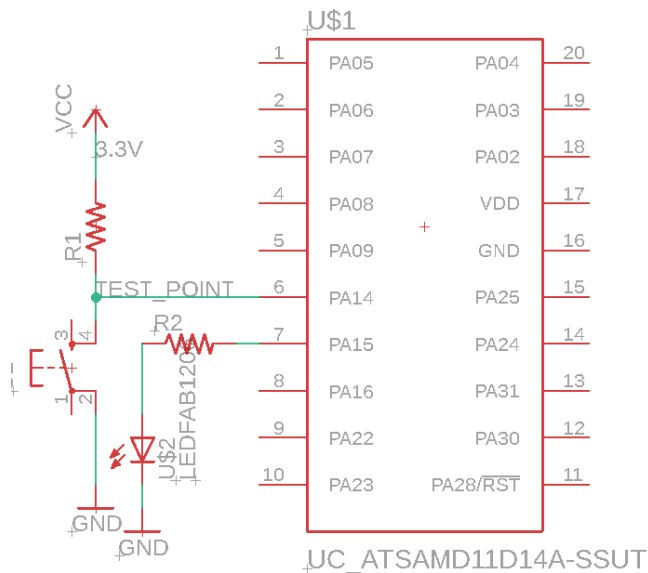 U$1
1 PA05 PA04 20
2 PA06 PA03 19
3 PA07 PA02 18
4 PA08 VDD 17
5 PA09 GND 16
6 PA14 PA25 15
7 PA15 PA24 14
8 PA16 PA31 13
9 PA22 PA30 12
10 PA23 PA28/RST 11
UC_ATSAMD11D14A-SSUT
VCC
3.3V
R1
TEST_POINT
R2
3 4
1 2
U$2
GND
GND